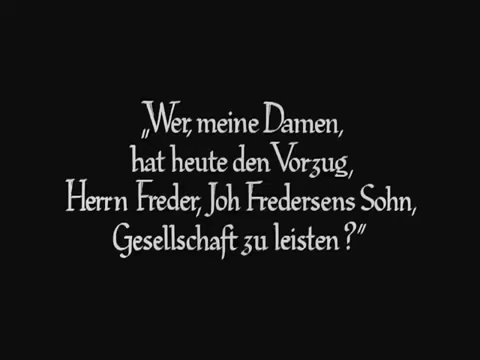 „Wer, meine Damen,
hat heute den Vorzug,
Herrn Freder, Joh Fredersens Sohn,
Gesellschaft zu leisten?“